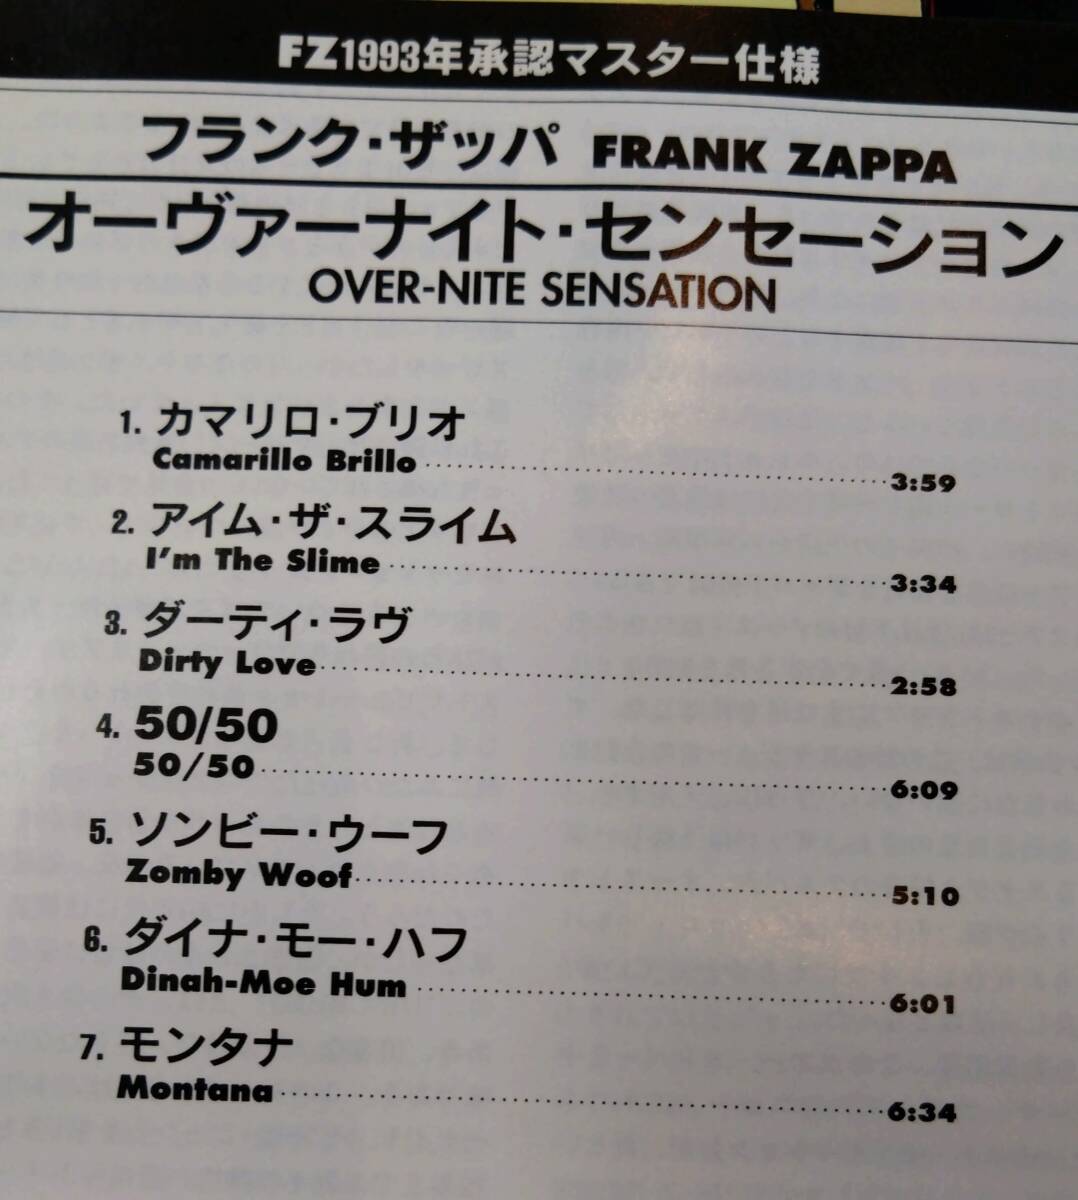 FZ1993年承認マスター仕様
フランク・ザッパ FRANK ZAPPA
オーヴァーナイト・センセーション
OVER-NITE SENSATION
1. カマリロ・ブリオ
Camarillo Brillo 3:59
2. アイム・ザ・スライム
I'm The Slime 3:34
3. ダーティ・ラヴ
Dirty Love 2:58
4. 50/50
50/50 6:09
5. ソンビー・ウーフ
Zomby Woof 5:10
6. ダイナ・モー・ハフ
Dinah-Moe Hum 6:01
7. モンタナ
Montana 6:34